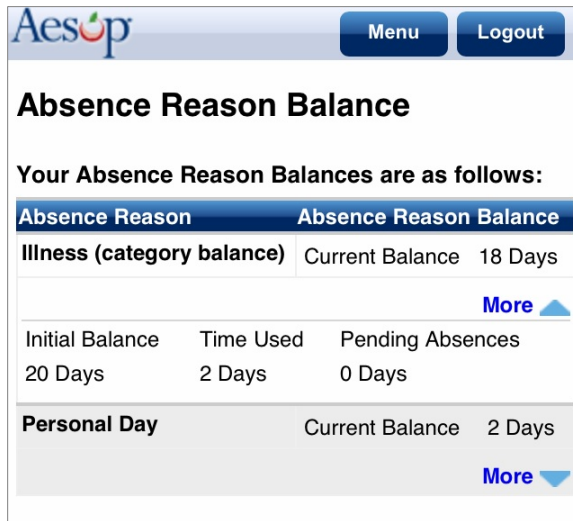 Aesop
Menu Logout
Absence Reason Balance
Your Absence Reason Balances are as follows:
Absence Reason Absence Reason Balance
Illness (category balance) Current Balance 18 Days
More
Initial Balance Time Used Pending Absences
20 Days 2 Days 0 Days
Personal Day Current Balance 2 Days
More